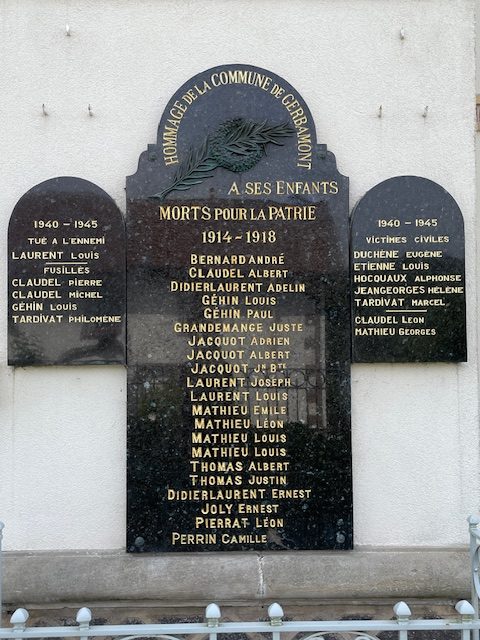 HOMMAGE DE LA COMMUNE DE GERBAMONT
A SES ENFANTS
MORTS POUR LA PATRIE
1914 - 1918
BERNARD ANDRÉ
CLAUDEL ALBERT
DIDIERLAURENT ADELIN
GÉHIN LOUIS
GÉHIN PAUL
GRANDEMANGE JUSTE
JACQUOT ADRIEN
JACQUOT ALBERT
JACQUOT JN BTE
LAURENT JOSEPH
LAURENT LOUIS
MATHIEU EMILE
MATHIEU LÉON
MATHIEU LOUIS
MATHIEU LOUIS
THOMAS ALBERT
THOMAS JUSTIN
DIDIERLAURENT ERNEST
JOLY ERNEST
PIERRAT LÉON
PERRIN CAMILLE
1940 - 1945
TUÉ A L'ENNEMI
LAURENT LOUIS
FUSILLÉS
CLAUDEL PIERRE
CLAUDEL MICHEL
GÉHIN LOUIS
TARDIVAT PHILOMÈNE
1940 - 1945
VICTIMES CIVILES
DUCHÊNE EUGÈNE
ETIENNE LOUIS
HOCQUAUX ALPHONSE
JEANGEORGES HÉLÈNE
TARDIVAT MARCEL
CLAUDEL LÉON
MATHIEU GEORGES